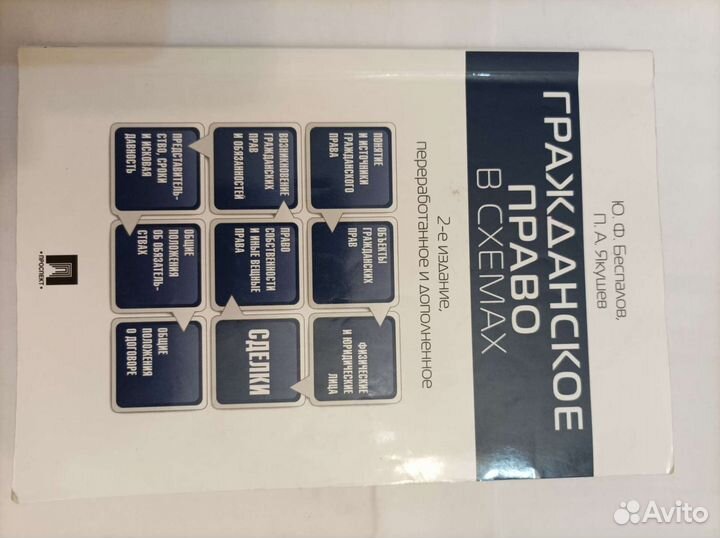 Ю. Ф. Беспалов,
П. А. Якушев
ГРАЖДАНСКОЕ
ПРАВО
В СХЕМАХ
2-е издание,
переработанное и дополненное
ПОНЯТИЕ
И ИСТОЧНИКИ
ГРАЖДАНСКОГО
ПРАВА
ОБЪЕКТЫ
ГРАЖДАНСКИХ
ПРАВ
ФИЗИЧЕСКИЕ
И ЮРИДИЧЕСКИЕ
ЛИЦА
ВОЗНИКНОВЕНИЕ
ГРАЖДАНСКИХ
ПРАВ
И ОБЯЗАННОСТЕЙ
ПРАВО
СОБСТВЕННОСТИ
И ИНЫЕ ВЕЩНЫЕ
ПРАВА
СДЕЛКИ
ПРЕДСТАВИТЕЛЬ-
СТВО, СРОКИ
И ИСКОВАЯ
ДАВНОСТЬ
ОБЩИЕ
ПОЛОЖЕНИЯ
ОБ ОБЯЗАТЕЛЬ-
СТВАХ
ОБЩИЕ
ПОЛОЖЕНИЯ
О ДОГОВОРЕ
•ПРОСПЕКТ•
Avito